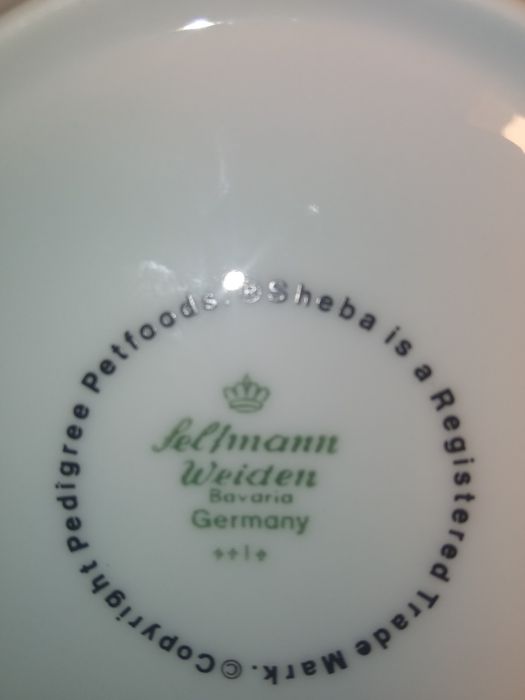 ®Sheba is a Registered Trade Mark. ©Copyright Pedigree Petfoods.
Seltmann
Weiden
Bavaria
Germany